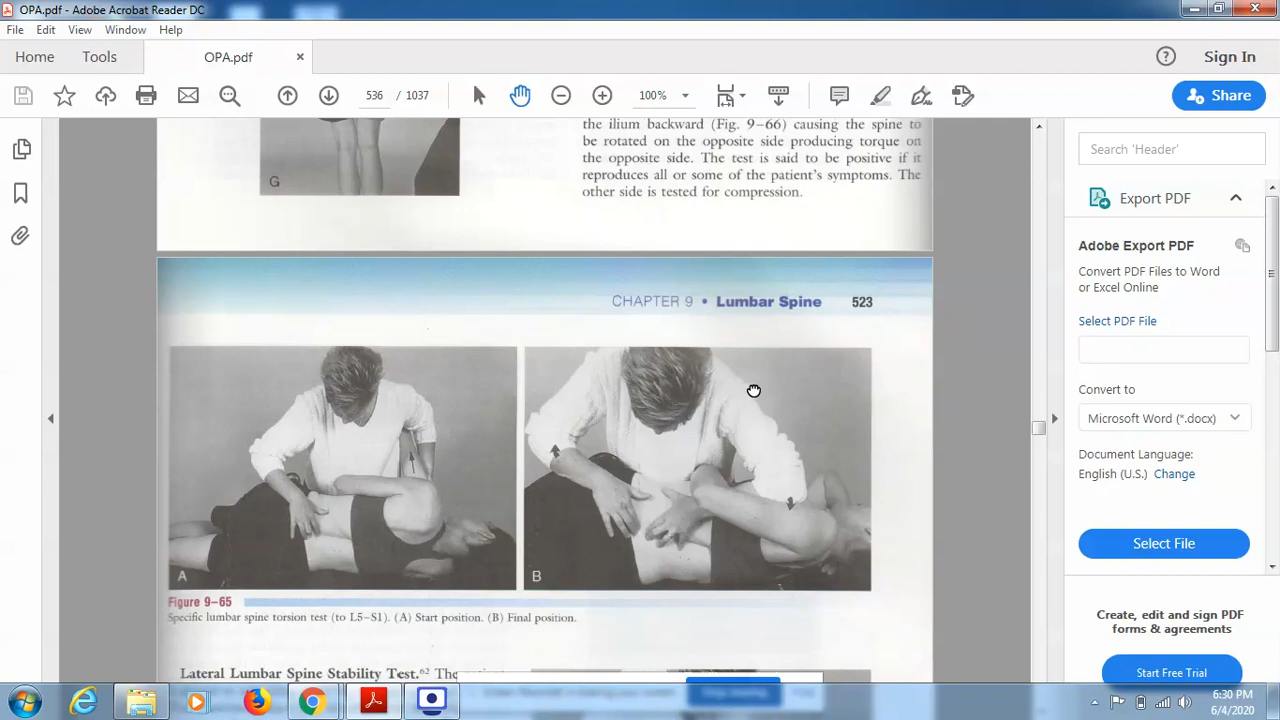 OPA.pdf - Adobe Acrobat Reader DC
File Edit View Window Help
Home Tools OPA.pdf × Sign In
536 / 1037 100% Share
the ilium backward (Fig. 9–66) causing the spine to
be rotated on the opposite side producing torque on
the opposite side. The test is said to be positive if it
reproduces all or some of the patient's symptoms. The
other side is tested for compression.
G
CHAPTER 9 • Lumbar Spine 523
A
B
Figure 9–65
Specific lumbar spine torsion test (to L5–S1). (A) Start position. (B) Final position.
Lateral Lumbar Spine Stability Test.62 The
Search 'Header'
Export PDF
Adobe Export PDF
Convert PDF Files to Word
or Excel Online
Select PDF File
Convert to
Microsoft Word (*.docx)
Document Language:
English (U.S.) Change
Select File
Create, edit and sign PDF
forms & agreements
Start Free Trial
6:30 PM
6/4/2020